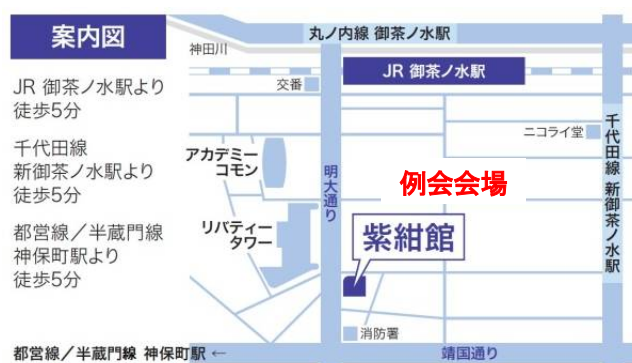 案内図
JR 御茶ノ水駅より
徒歩5分
千代田線
新御茶ノ水駅より
徒歩5分
都営線／半蔵門線
神保町駅より
徒歩5分
都営線／半蔵門線 神保町駅 ←
丸ノ内線 御茶ノ水駅
神田川
JR 御茶ノ水駅
交番
ニコライ堂
千代田線 新御茶ノ水駅
アカデミー
コモン
明大通り
例会会場
リバティー
タワー
紫紺館
消防署
靖国通り